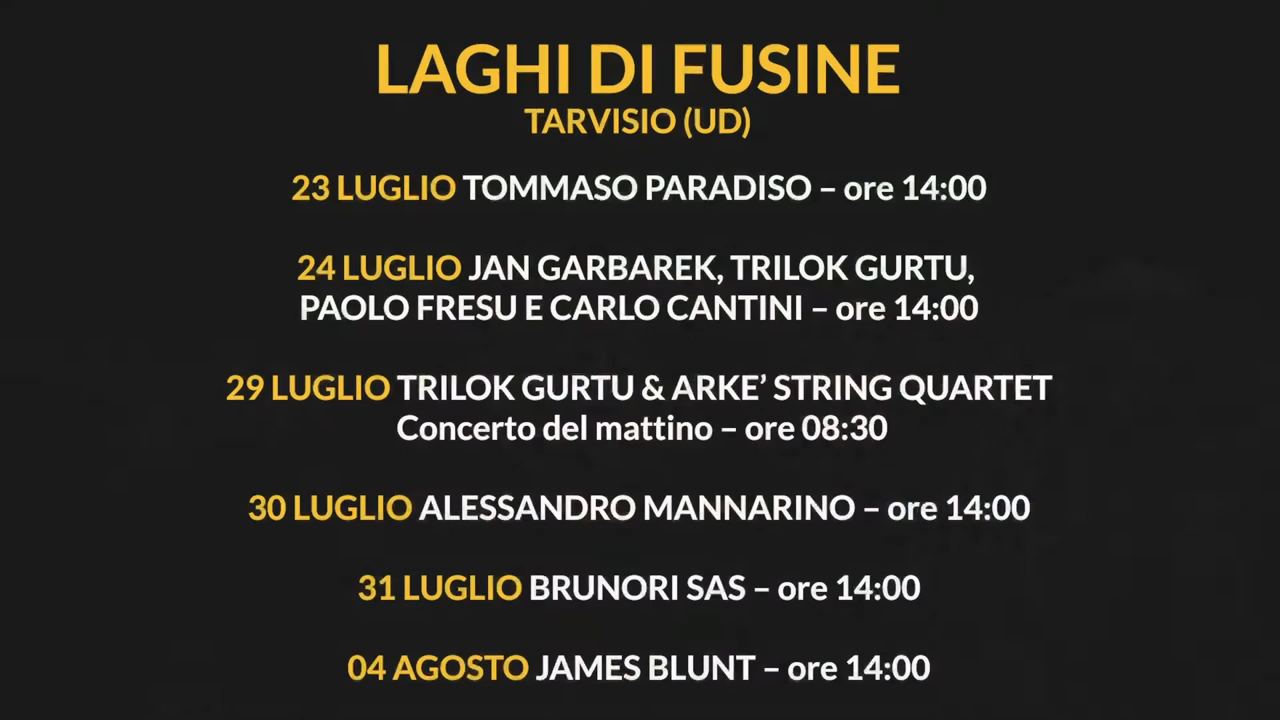 LAGHI DI FUSINE
TARVISIO (UD)
23 LUGLIO TOMMASO PARADISO – ore 14:00
24 LUGLIO JAN GARBAREK, TRILOK GURTU,
PAOLO FRESU E CARLO CANTINI – ore 14:00
29 LUGLIO TRILOK GURTU & ARKE’ STRING QUARTET
Concerto del mattino – ore 08:30
30 LUGLIO ALESSANDRO MANNARINO – ore 14:00
31 LUGLIO BRUNORI SAS – ore 14:00
04 AGOSTO JAMES BLUNT – ore 14:00